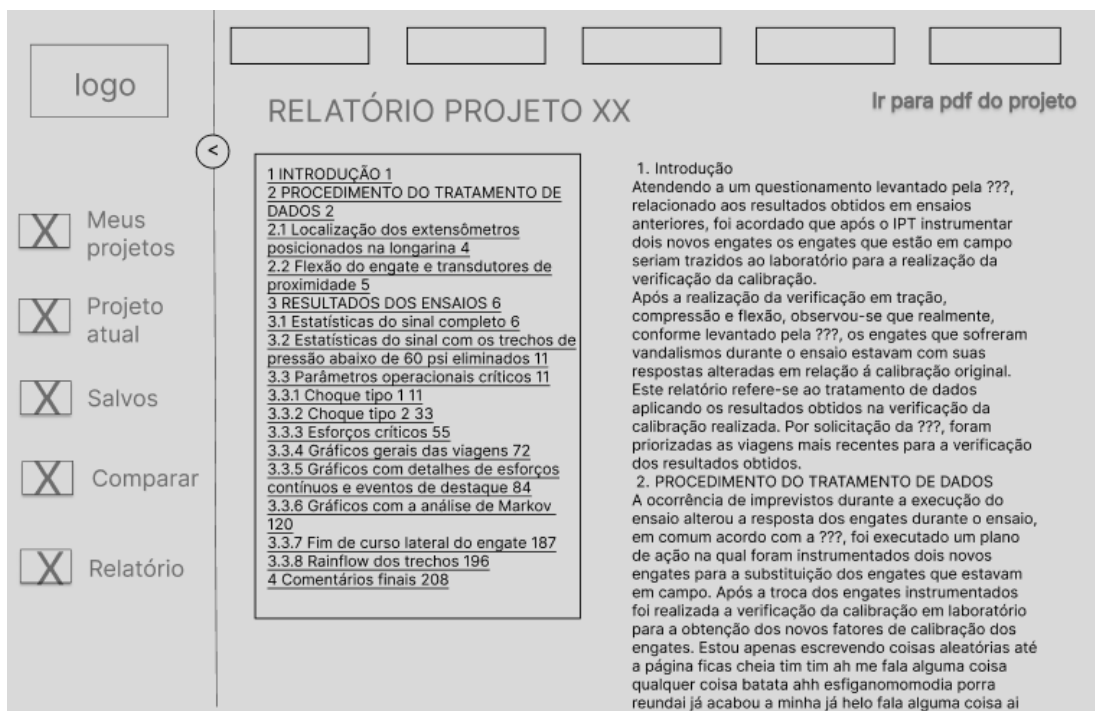 logo
<
Meus
projetos
Projeto
atual
Salvos
Comparar
Relatório
RELATÓRIO PROJETO XX
Ir para pdf do projeto
1 INTRODUÇÃO 1
2 PROCEDIMENTO DO TRATAMENTO DE
DADOS 2
2.1 Localização dos extensômetros
posicionados na longarina 4
2.2 Flexão do engate e transdutores de
proximidade 5
3 RESULTADOS DOS ENSAIOS 6
3.1 Estatísticas do sinal completo 6
3.2 Estatísticas do sinal com os trechos de
pressão abaixo de 60 psi eliminados 11
3.3 Parâmetros operacionais críticos 11
3.3.1 Choque tipo 1 11
3.3.2 Choque tipo 2 33
3.3.3 Esforços críticos 55
3.3.4 Gráficos gerais das viagens 72
3.3.5 Gráficos com detalhes de esforços
contínuos e eventos de destaque 84
3.3.6 Gráficos com a análise de Markov
120
3.3.7 Fim de curso lateral do engate 187
3.3.8 Rainflow dos trechos 196
4 Comentários finais 208
1. Introdução
Atendendo a um questionamento levantado pela ???,
relacionado aos resultados obtidos em ensaios
anteriores, foi acordado que após o IPT instrumentar
dois novos engates os engates que estão em campo
seriam trazidos ao laboratório para a realização da
verificação da calibração.
Após a realização da verificação em tração,
compressão e flexão, observou-se que realmente,
conforme levantado pela ???, os engates que sofreram
vandalismos durante o ensaio estavam com suas
respostas alteradas em relação á calibração original.
Este relatório refere-se ao tratamento de dados
aplicando os resultados obtidos na verificação da
calibração realizada. Por solicitação da ???, foram
priorizadas as viagens mais recentes para a verificação
dos resultados obtidos.
2. PROCEDIMENTO DO TRATAMENTO DE DADOS
A ocorrência de imprevistos durante a execução do
ensaio alterou a resposta dos engates durante o ensaio,
em comum acordo com a ???, foi executado um plano
de ação na qual foram instrumentados dois novos
engates para a substituição dos engates que estavam
em campo. Após a troca dos engates instrumentados
foi realizada a verificação da calibração em laboratório
para a obtenção dos novos fatores de calibração dos
engates. Estou apenas escrevendo coisas aleatórias até
a página ficas cheia tim tim ah me fala alguma coisa
qualquer coisa batata ahh esfiganomomodia porra
reundai já acabou a minha já helo fala alguma coisa ai